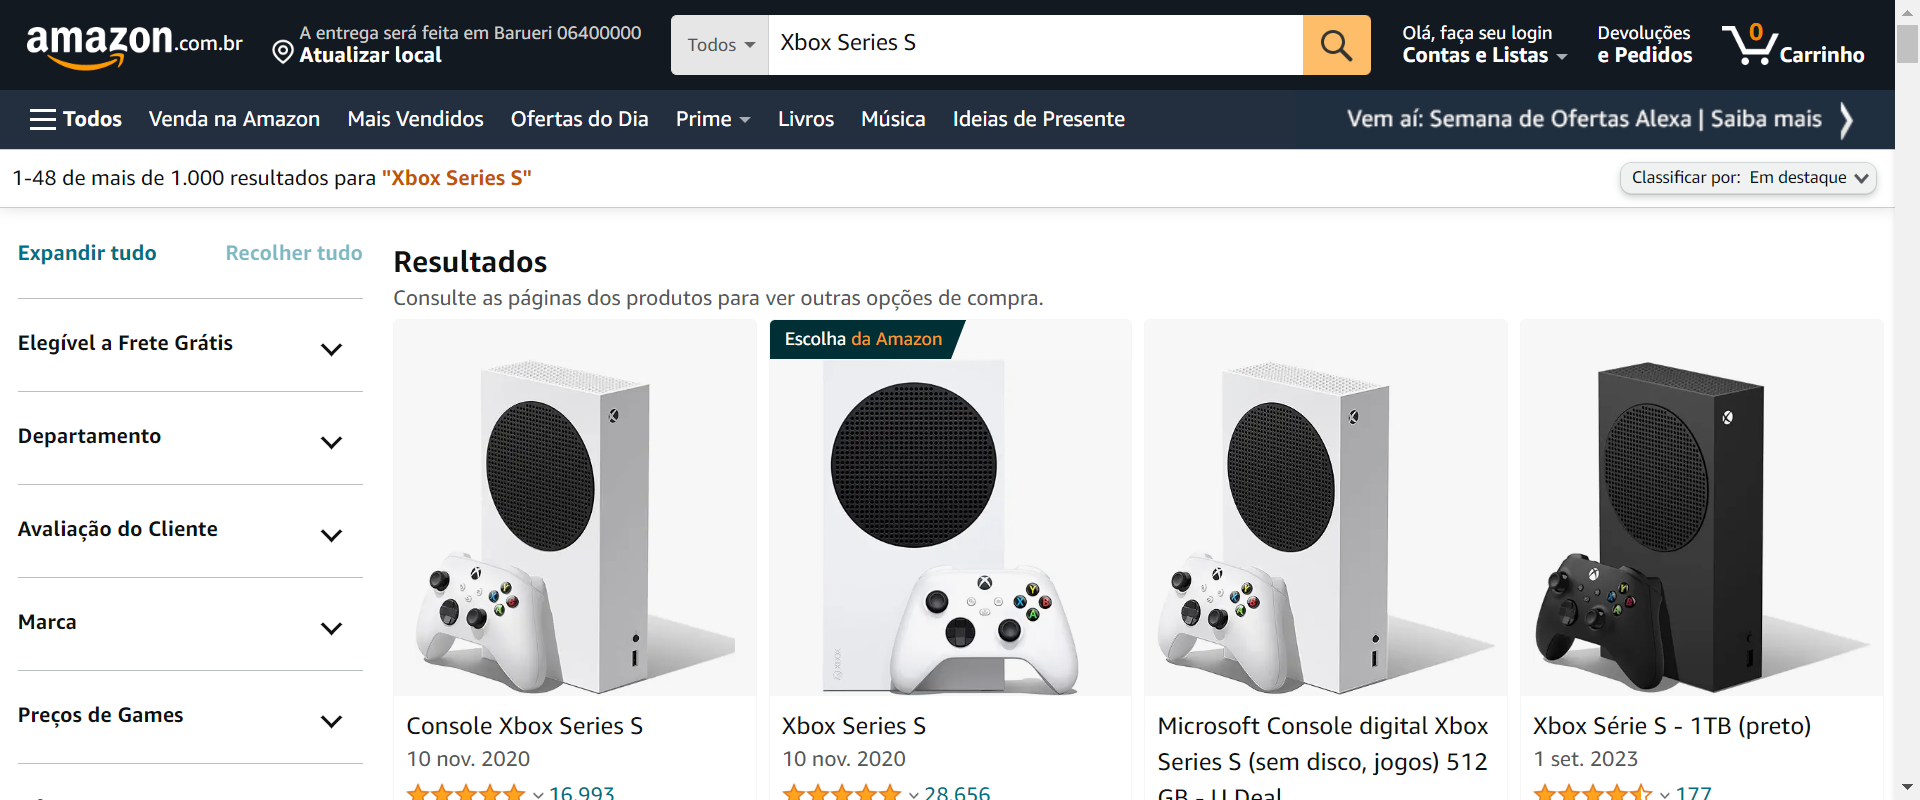 amazon.com.br
A entrega será feita em Barueri 06400000
Atualizar local
Todos
Xbox Series S
Olá, faça seu login
Contas e Listas
Devoluções
e Pedidos
0
Carrinho
Todos
Venda na Amazon
Mais Vendidos
Ofertas do Dia
Prime
Livros
Música
Ideias de Presente
Vem aí: Semana de Ofertas Alexa | Saiba mais
1-48 de mais de 1.000 resultados para "Xbox Series S"
Classificar por: Em destaque
Expandir tudo
Recolher tudo
Elegível a Frete Grátis
Departamento
Avaliação do Cliente
Marca
Preços de Games
Resultados
Consulte as páginas dos produtos para ver outras opções de compra.
Escolha da Amazon
Console Xbox Series S
10 nov. 2020
16.993
Xbox Series S
10 nov. 2020
28.656
Microsoft Console digital Xbox
Series S (sem disco, jogos) 512
GB - U Deal
Xbox Série S - 1TB (preto)
1 set. 2023
177